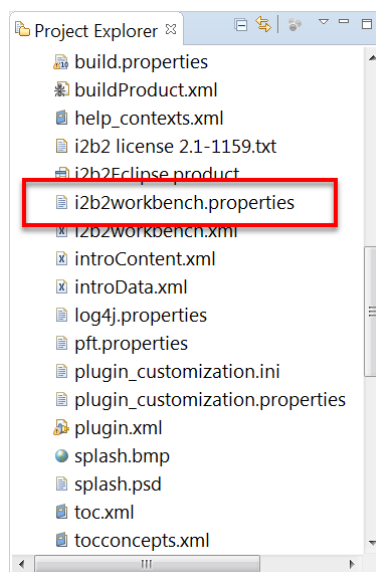 Project Explorer
build.properties
buildProduct.xml
help_contexts.xml
i2b2 license 2.1-1159.txt
i2b2Eclipse.product
i2b2workbench.properties
i2b2workbench.xml
introContent.xml
introData.xml
log4j.properties
pft.properties
plugin_customization.ini
plugin_customization.properties
plugin.xml
splash.bmp
splash.psd
toc.xml
tocconcepts.xml